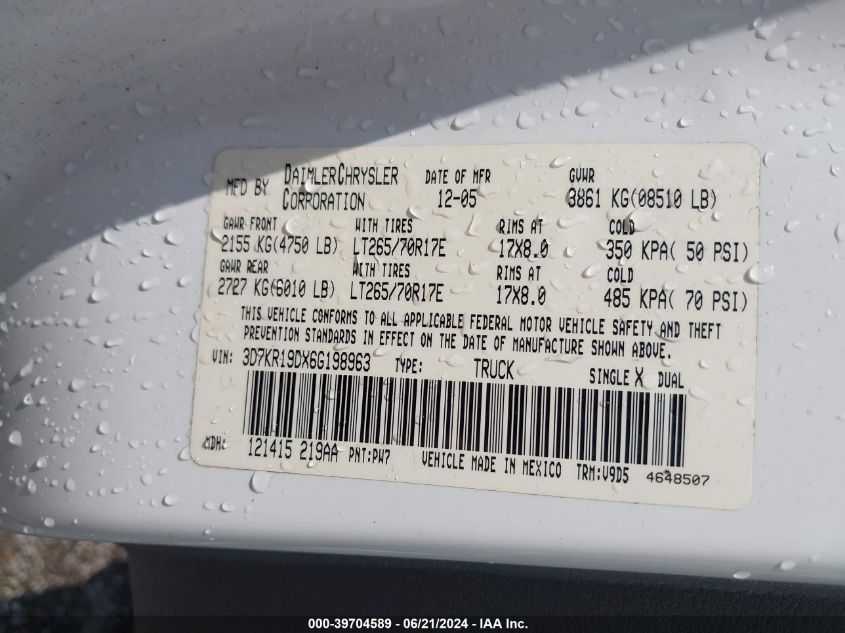 MFD BY DAIMLERCHRYSLER CORPORATION DATE OF MFR 12-05 GVWR 3861 KG(08510 LB)
GAWR FRONT WITH TIRES RIMS AT COLD
2155 KG(4750 LB) LT265/70R17E 17X8.0 350 KPA( 50 PSI)
GAWR REAR WITH TIRES RIMS AT COLD
2727 KG(6010 LB) LT265/70R17E 17X8.0 485 KPA( 70 PSI)
THIS VEHICLE CONFORMS TO ALL APPLICABLE FEDERAL MOTOR VEHICLE SAFETY AND THEFT
PREVENTION STANDARDS IN EFFECT ON THE DATE OF MANUFACTURE SHOWN ABOVE.
VIN: 3D7KR19DX6G198963 TYPE: TRUCK SINGLE X DUAL
MDH: 121415 219AA PNT:PW7 VEHICLE MADE IN MEXICO TRM:V9D5 4648507
000-39704589 - 06/21/2024 - IAA Inc.